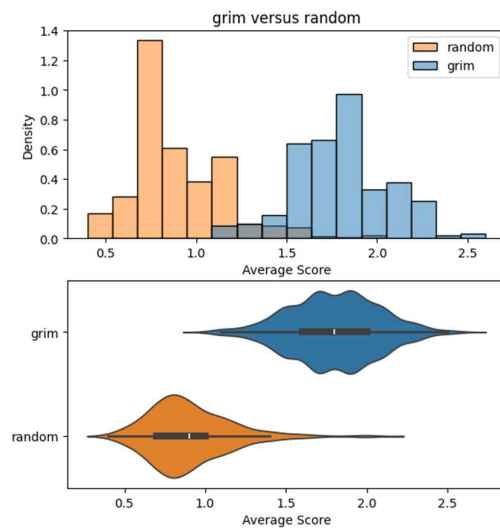 grim versus random
1.4
1.2
1.0
0.8
0.6
0.4
0.2
0.0
Density
random
grim
0.5 1.0 1.5 2.0 2.5
Average Score
grim
random
0.5 1.0 1.5 2.0 2.5
Average Score